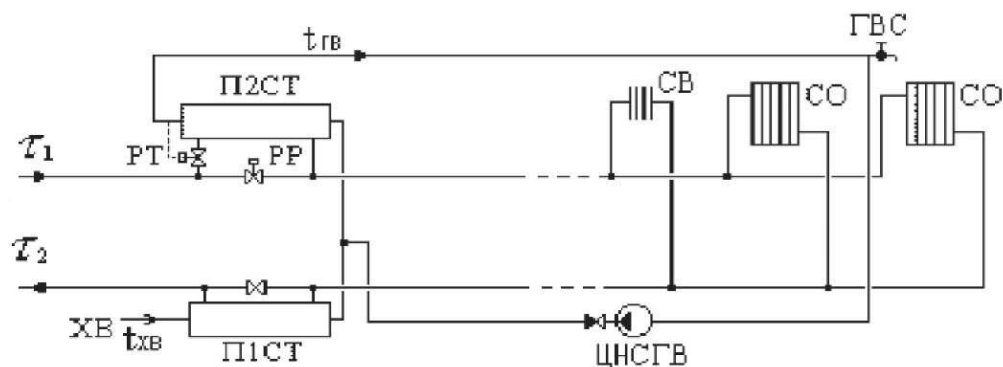 tГВ
ГВС
П2СТ
СВ
СО
СО
τ1
РТ
РР
τ2
ХВ
tХВ
П1СТ
ЦНСГВ